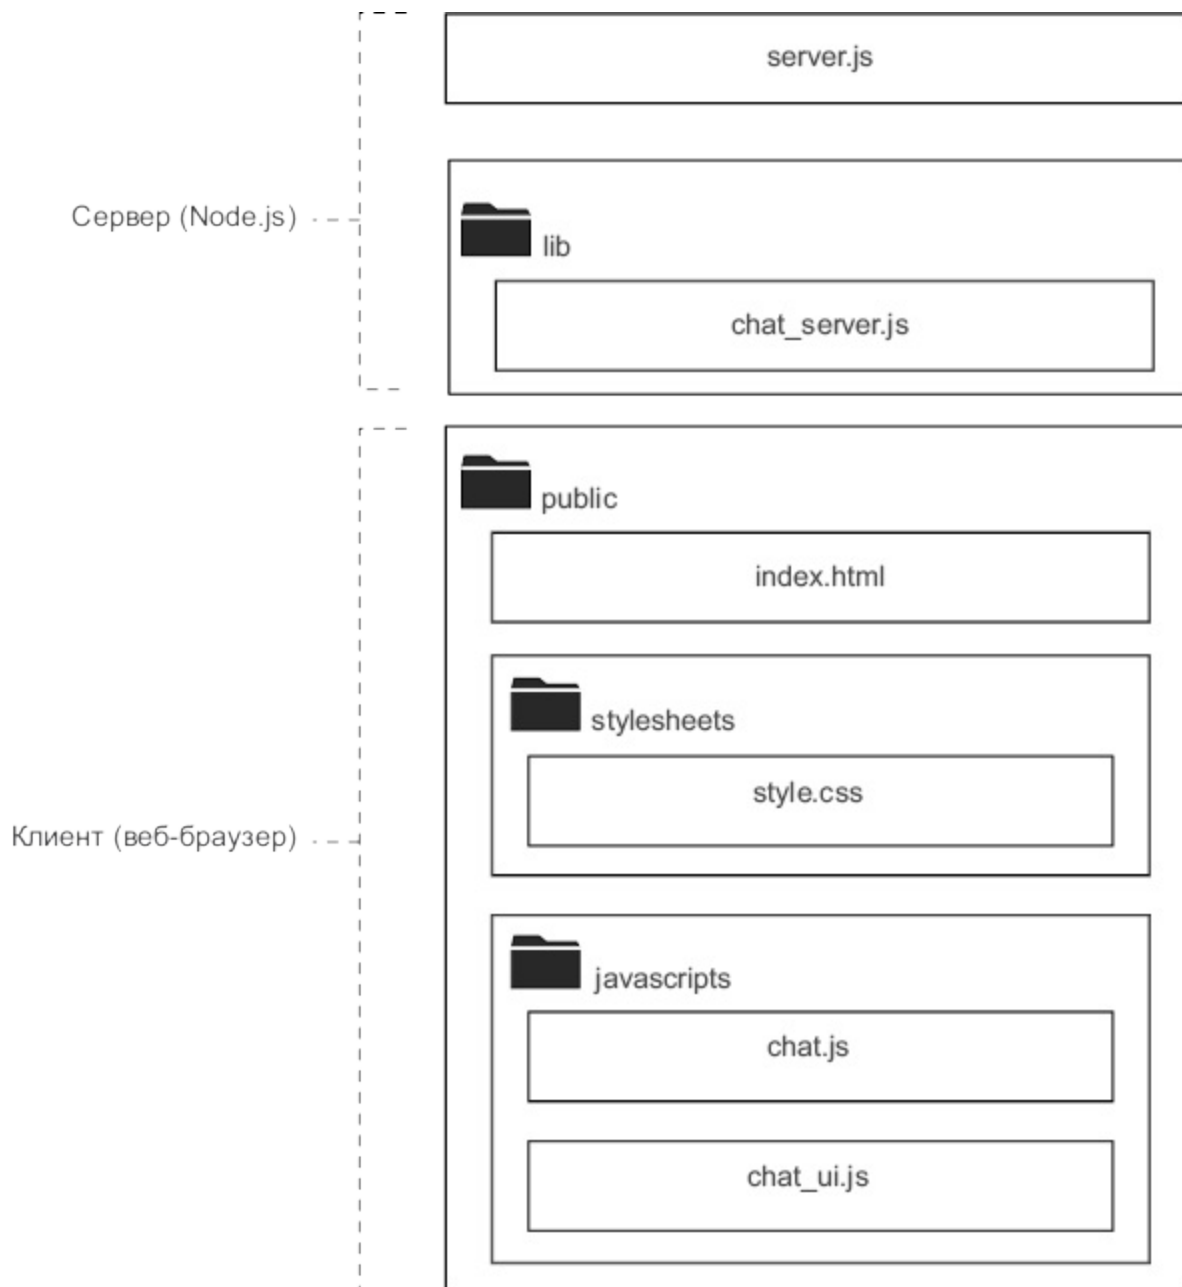 server.js
Сервер (Node.js)
lib
chat_server.js
public
index.html
stylesheets
style.css
Клиент (веб-браузер)
javascripts
chat.js
chat_ui.js